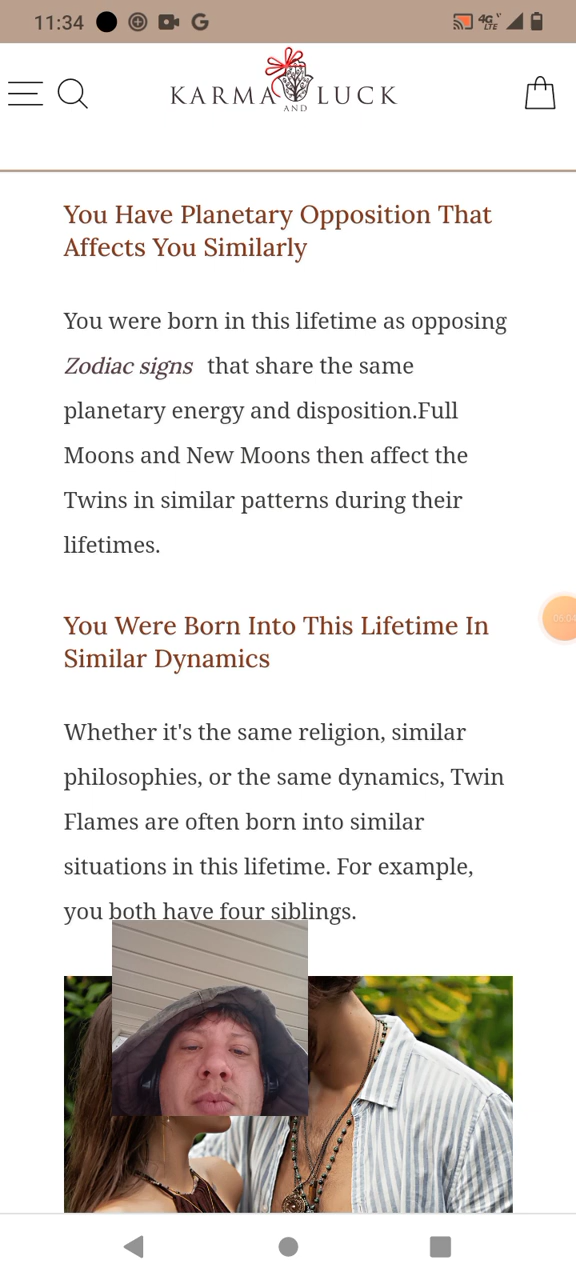 11:34
4G
LTE
KARMA AND LUCK
You Have Planetary Opposition That
Affects You Similarly
You were born in this lifetime as opposing
Zodiac signs that share the same
planetary energy and disposition.Full
Moons and New Moons then affect the
Twins in similar patterns during their
lifetimes.
You Were Born Into This Lifetime In
Similar Dynamics
Whether it's the same religion, similar
philosophies, or the same dynamics, Twin
Flames are often born into similar
situations in this lifetime. For example,
you both have four siblings.